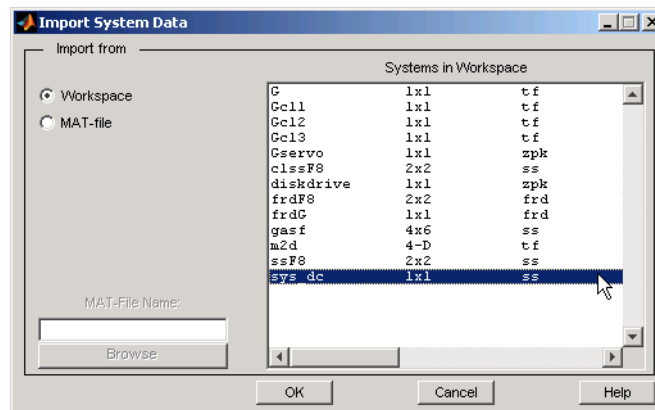 Import System Data
Import from
Systems in Workspace
Workspace
MAT-file
G 1x1 tf
Gcl1 1x1 tf
Gcl2 1x1 tf
Gcl3 1x1 tf
Gservo 1x1 zpk
clssF8 2x2 ss
diskdrive 1x1 zpk
frdF8 2x2 frd
frdG 1x1 frd
gasf 4x6 ss
m2d 4-D tf
ssF8 2x2 ss
sys_dc 1x1 ss
MAT-File Name:
Browse
OK Cancel Help